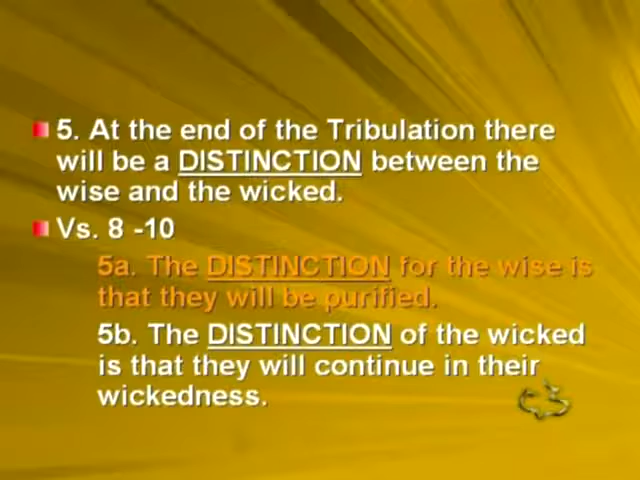 5. At the end of the Tribulation there
will be a DISTINCTION between the
wise and the wicked.
Vs. 8 -10
5a. The DISTINCTION for the wise is
that they will be purified.
5b. The DISTINCTION of the wicked
is that they will continue in their
wickedness.